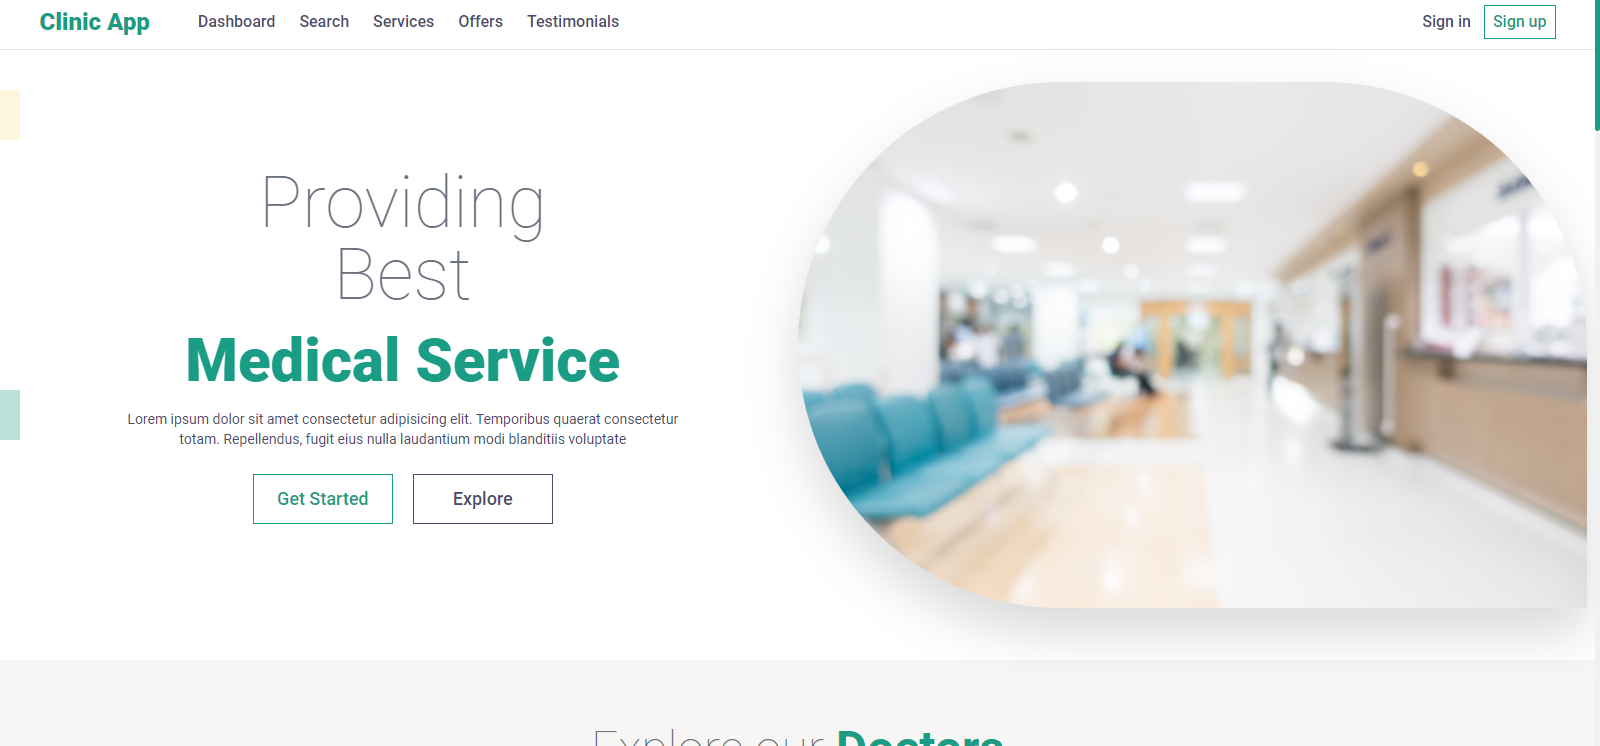 Clinic App
Dashboard
Search
Services
Offers
Testimonials
Sign in
Sign up
Providing
Best
Medical Service
Lorem ipsum dolor sit amet consectetur adipisicing elit. Temporibus quaerat consectetur
totam. Repellendus, fugit eius nulla laudantium modi blanditiis voluptate
Get Started
Explore
Explore our Doctors